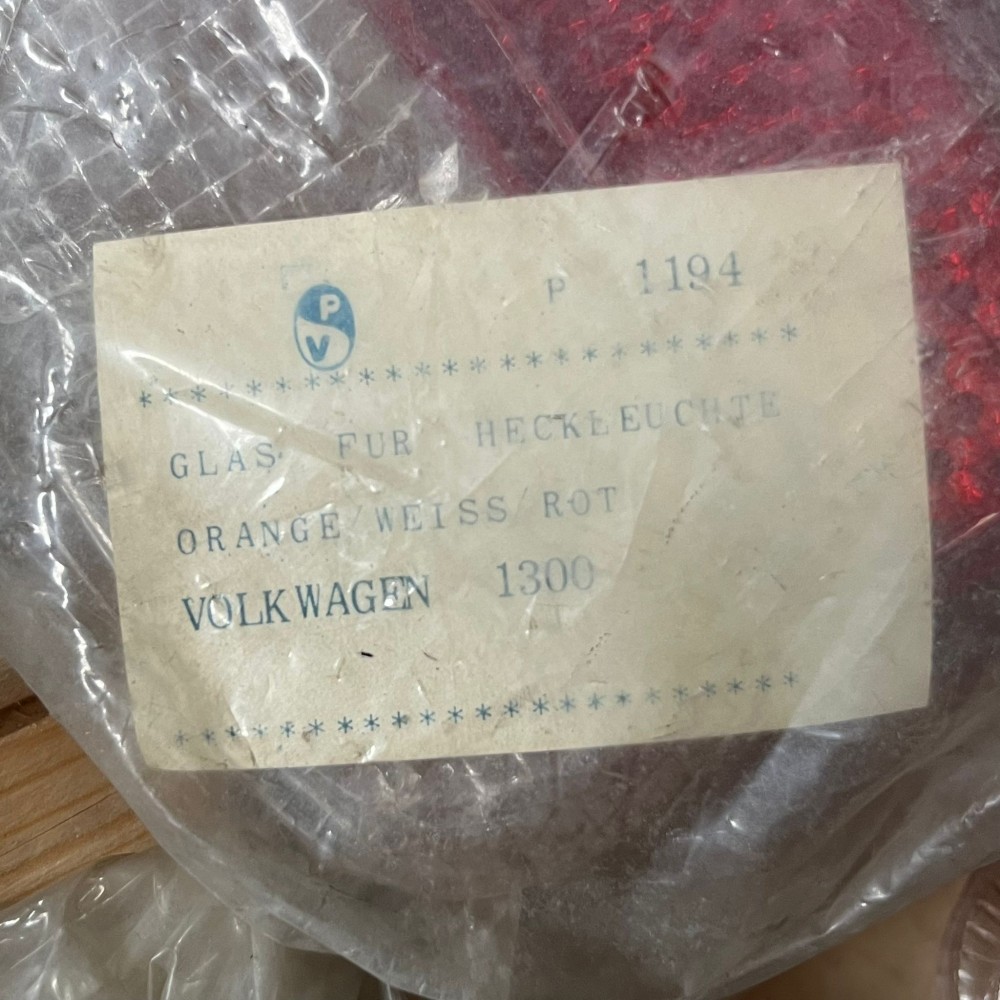 P 1194
P
V
* * * * * * * * * * * * * * * * * * * * * * * *
GLAS FUR HECKLEUCHTE
ORANGE/WEISS/ROT
VOLKWAGEN 1300
* * * * * * * * * * * * * * * * * * * * * * *